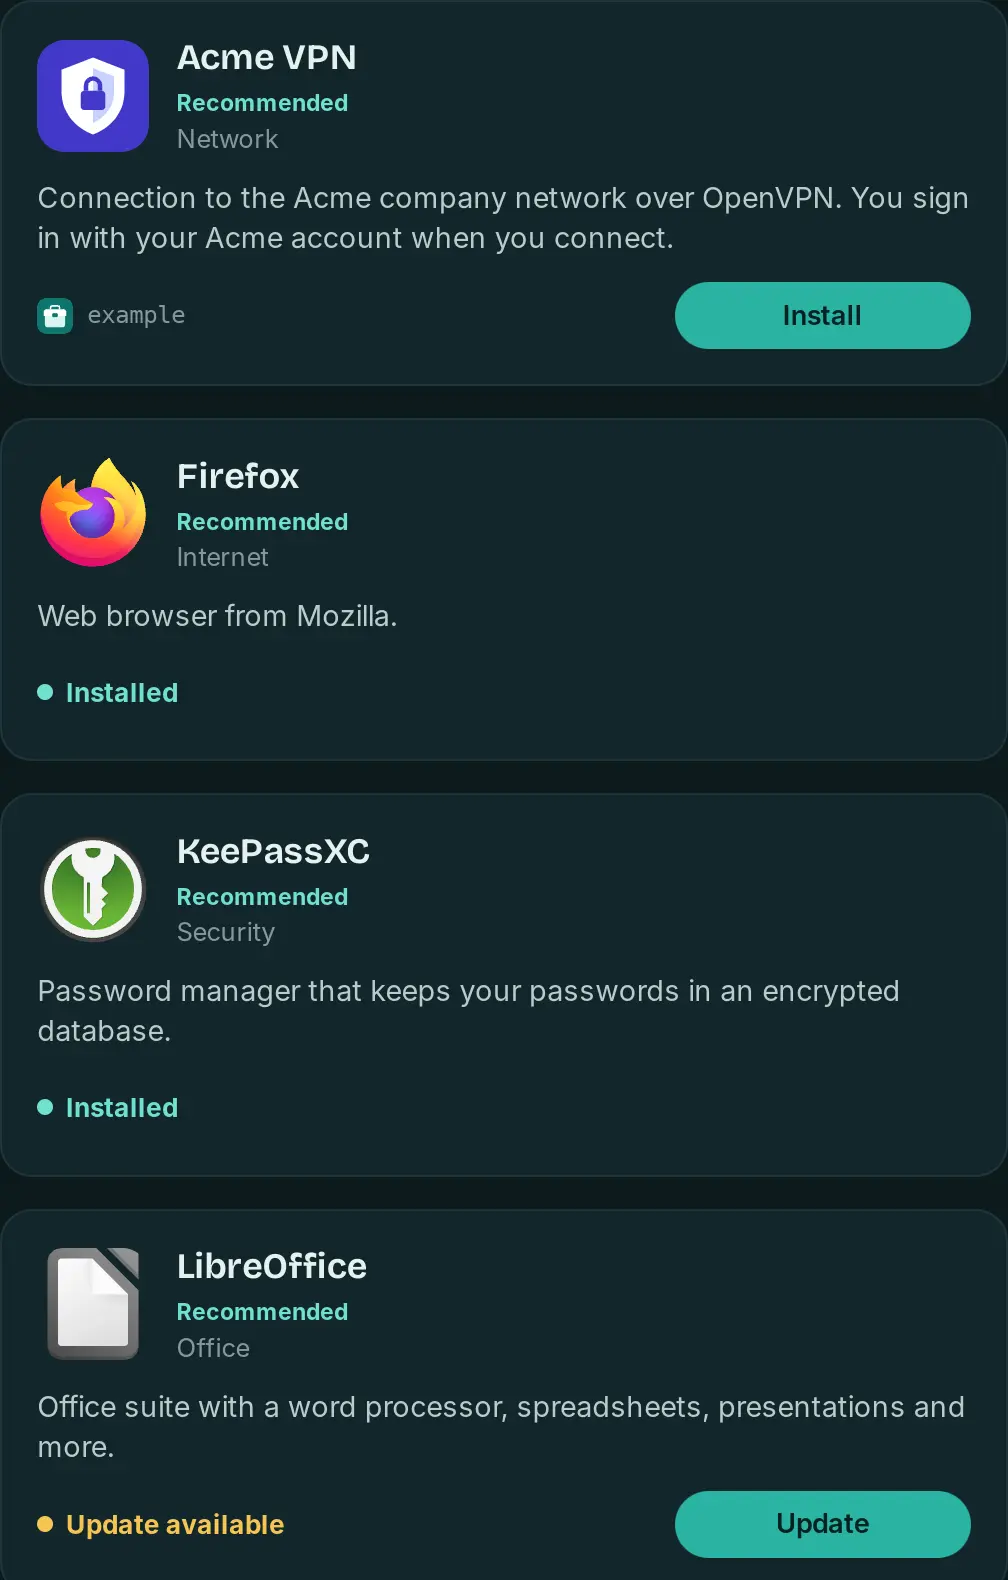 Acme VPN
Recommended
Network
Connection to the Acme company network over OpenVPN. You sign
in with your Acme account when you connect.
example
Install
Firefox
Recommended
Internet
Web browser from Mozilla.
Installed
KeePassXC
Recommended
Security
Password manager that keeps your passwords in an encrypted
database.
Installed
LibreOffice
Recommended
Office
Office suite with a word processor, spreadsheets, presentations and
more.
Update available
Update